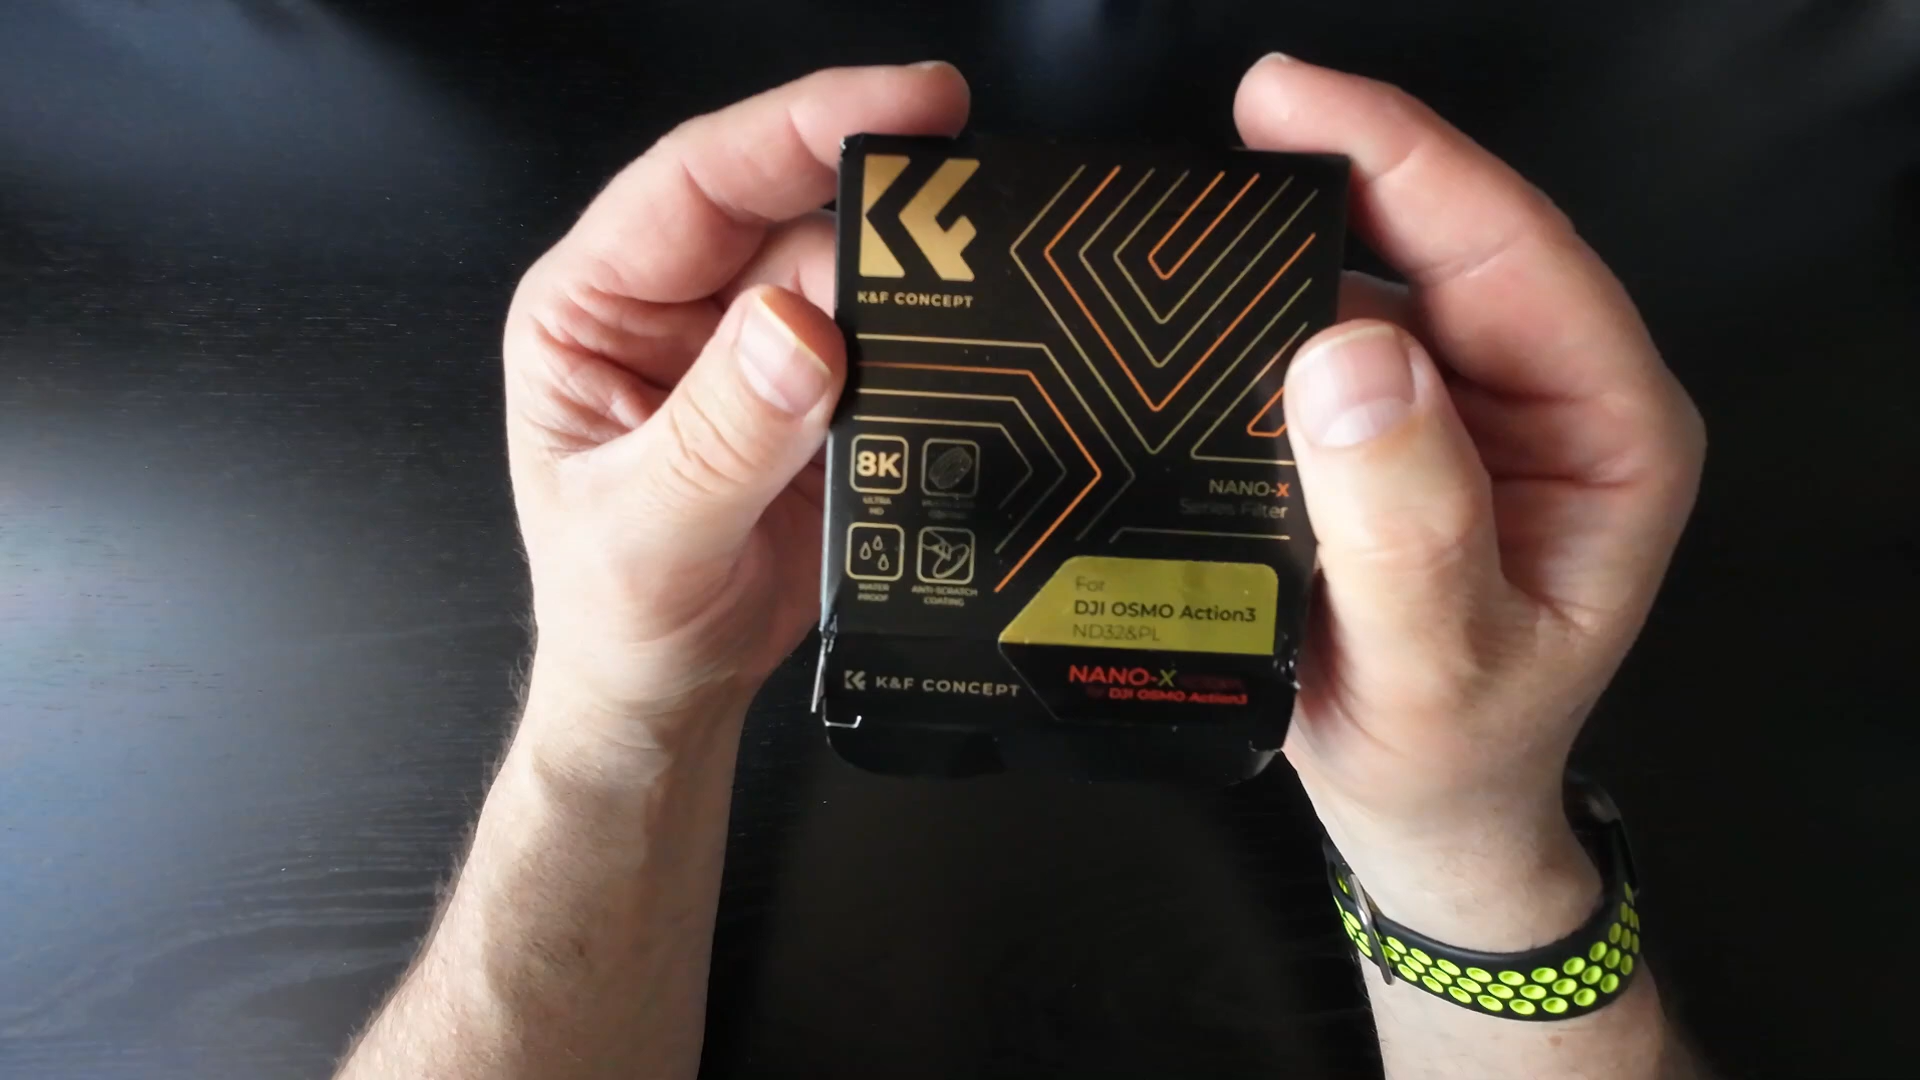 K&F CONCEPT
8K
ULTRA
HD
WATER
PROOF
ANTI-SCRATCH
COATING
NANO-X
Series Filter
For
DJI OSMO Action3
ND32&PL
K&F CONCEPT
NANO-X
for DJI OSMO Action3